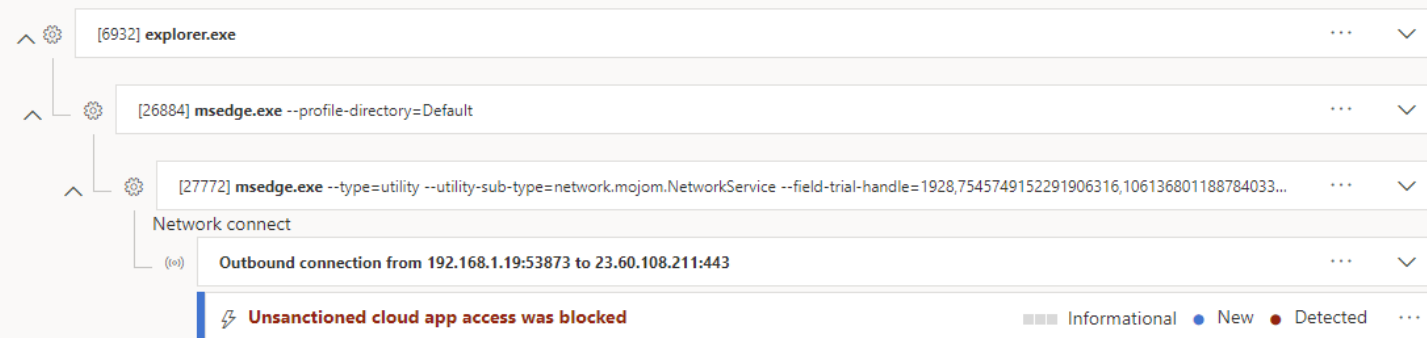 [6932] explorer.exe
[26884] msedge.exe --profile-directory=Default
[27772] msedge.exe --type=utility --utility-sub-type=network.mojom.NetworkService --field-trial-handle=1928,7545749152291906316,106136801188784033...
Network connect
Outbound connection from 192.168.1.19:53873 to 23.60.108.211:443
Unsanctioned cloud app access was blocked Informational New Detected